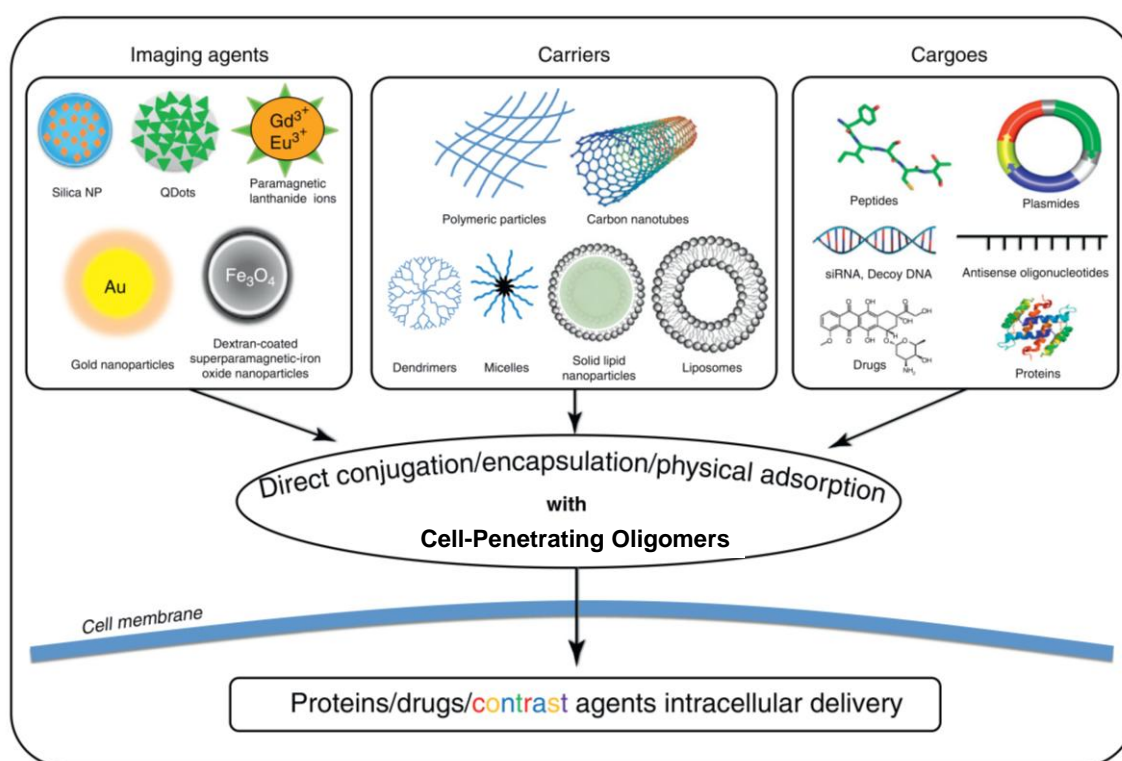 Imaging agents
Carriers
Cargoes
Gd3+
Eu3+
Silica NP
QDots
Paramagnetic
lanthanide ions
Au
Fe3O4
Gold nanoparticles
Dextran-coated
superparamagnetic-iron
oxide nanoparticles
Polymeric particles
Carbon nanotubes
Dendrimers
Micelles
Solid lipid
nanoparticles
Liposomes
Peptides
Plasmides
siRNA, Decoy DNA
Antisense oligonucleotides
Drugs
Proteins
Direct conjugation/encapsulation/physical adsorption
with
Cell-Penetrating Oligomers
Cell membrane
Proteins/drugs/contrast agents intracellular delivery